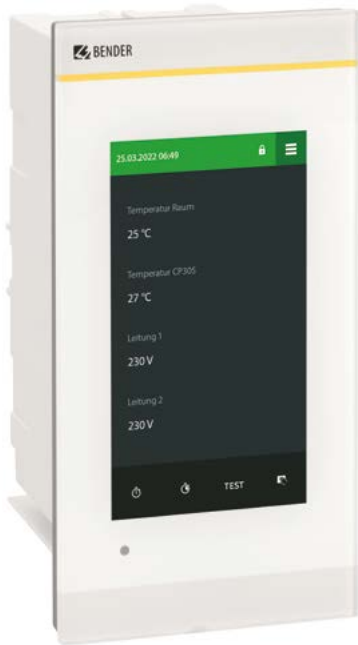 BENDER
25.03.2022 06:49
Temperatur Raum
25 °C
Temperatur CP305
27 °C
Leitung 1
230 V
Leitung 2
230 V
TEST